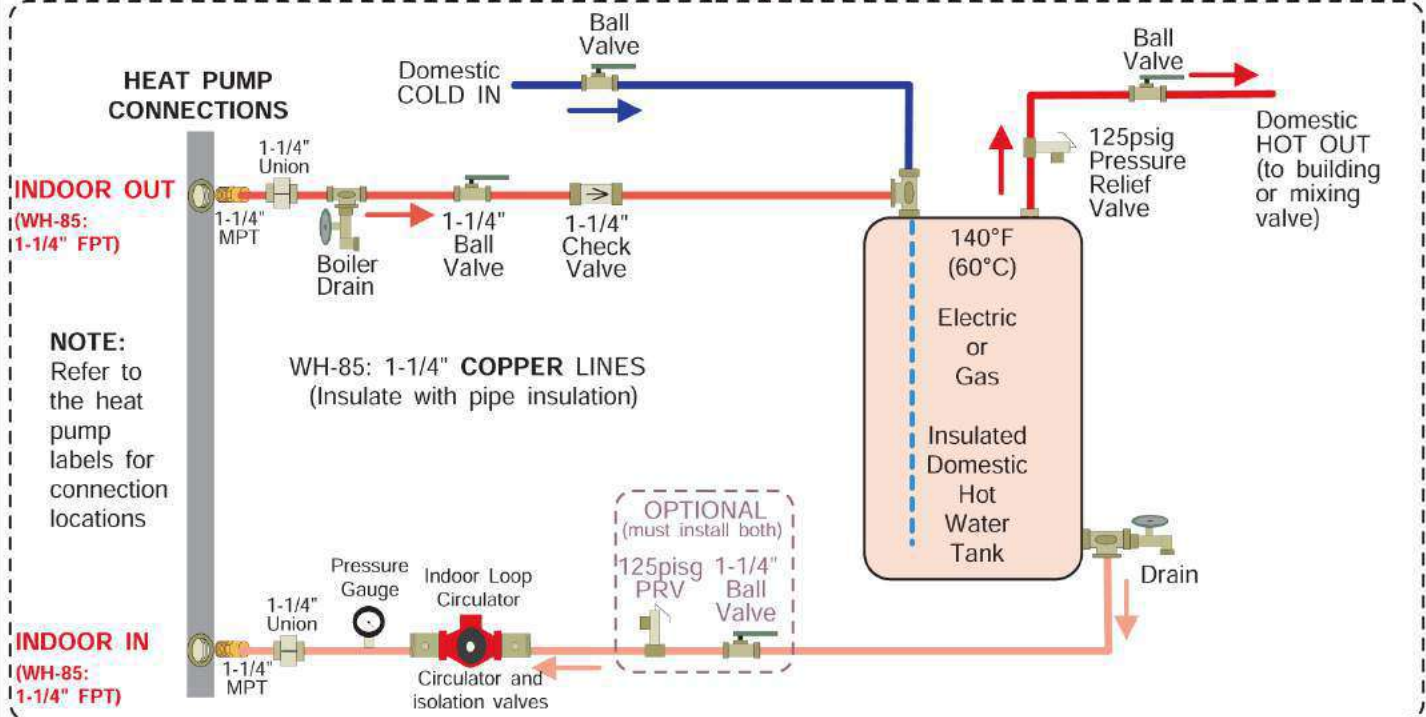 Ball
Valve
Domestic
COLD IN
Ball
Valve
HEAT PUMP
CONNECTIONS
125psig
Pressure
Relief
Valve
Domestic
HOT OUT
(to building
or mixing
valve)
INDOOR OUT
(WH-85:
1-1/4" FPT)
1-1/4"
Union
1-1/4"
MPT
Boiler
Drain
1-1/4"
Ball
Valve
1-1/4"
Check
Valve
140°F
(60°C)
Electric
or
Gas
Insulated
Domestic
Hot
Water
Tank
NOTE:
Refer to
the heat
pump
labels for
connection
locations
WH-85: 1-1/4" COPPER LINES
(Insulate with pipe insulation)
OPTIONAL
(must install both)
125pisg
PRV
1-1/4"
Ball
Valve
Drain
INDOOR IN
(WH-85:
1-1/4" FPT)
1-1/4"
Union
1-1/4"
MPT
Pressure
Gauge
Indoor Loop
Circulator
Circulator and
isolation valves